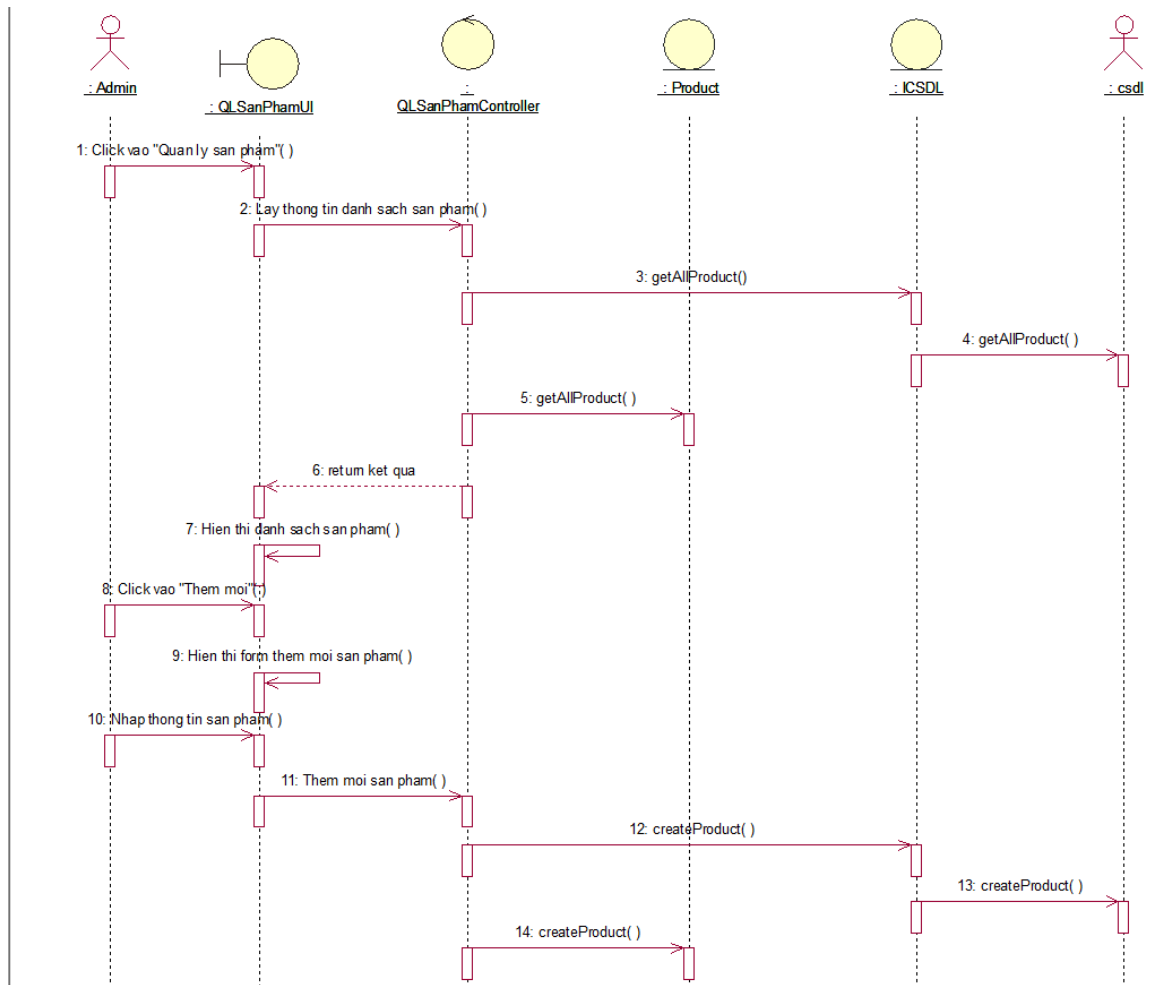 : Admin
: QLSanPhamUI
:
QLSanPhamController
: Product
: ICSDL
: csdl
1: Click vao "Quan ly san pham"( )
2: Lay thong tin danh sach san pham( )
3: getAllProduct()
4: getAllProduct( )
5: getAllProduct( )
6: return ket qua
7: Hien thi danh sach san pham( )
8: Click vao "Them moi"( )
9: Hien thi form them moi san pham( )
10: Nhap thong tin san pham( )
11: Them moi san pham( )
12: createProduct( )
13: createProduct( )
14: createProduct( )